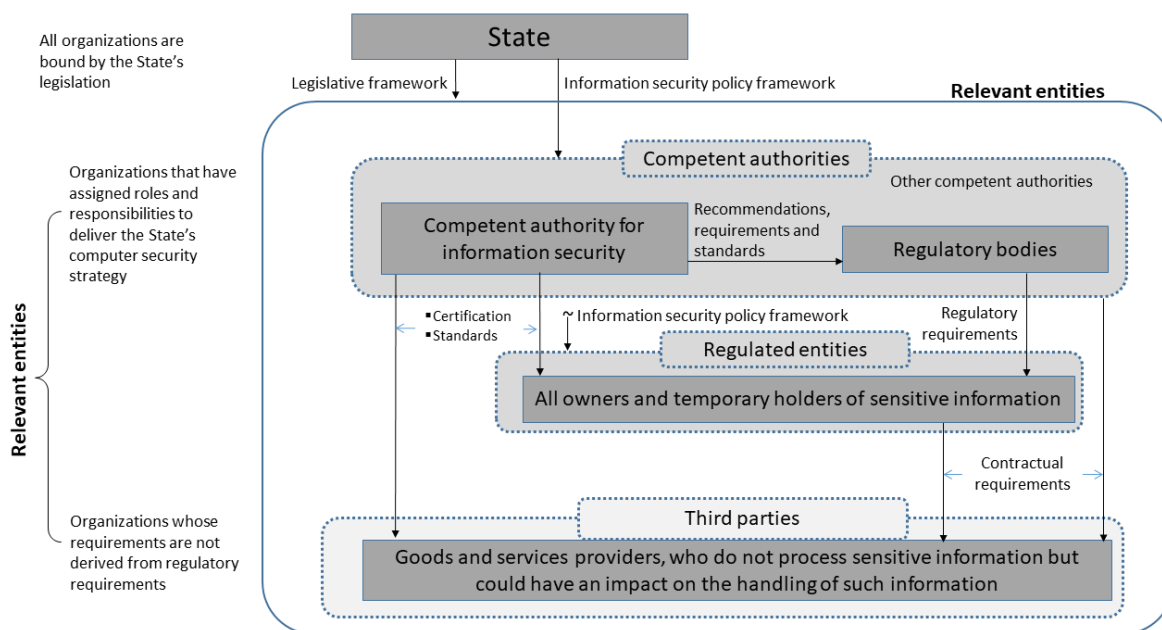 All organizations are
bound by the State's
legislation
State
Legislative framework
Information security policy framework
Relevant entities
Competent authorities
Other competent authorities
Organizations that have
assigned roles and
responsibilities to
deliver the State's
computer security
strategy
Competent authority for
information security
Recommendations,
requirements and
standards
Regulatory bodies
Relevant entities
▪ Certification
▪ Standards
~ Information security policy framework
Regulatory
requirements
Regulated entities
All owners and temporary holders of sensitive information
Contractual
requirements
Organizations whose
requirements are not
derived from regulatory
requirements
Third parties
Goods and services providers, who do not process sensitive information but
could have an impact on the handling of such information